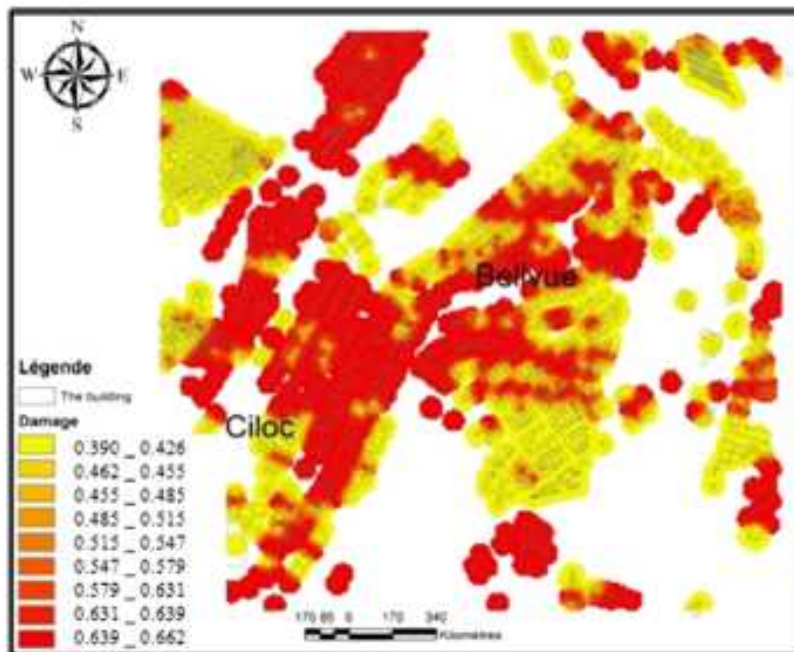 N
W E
S
Bellvue
Légende
The building
Damage
Ciloc
0.390 _ 0.426
0.462 _ 0.455
0.455 _ 0.485
0.485 _ 0.515
0.515 _ 0.547
0.547 _ 0.579
0.579 _ 0.631
0.631 _ 0.639
0.639 _ 0.662
170 85 0 170 340
Kilomètres